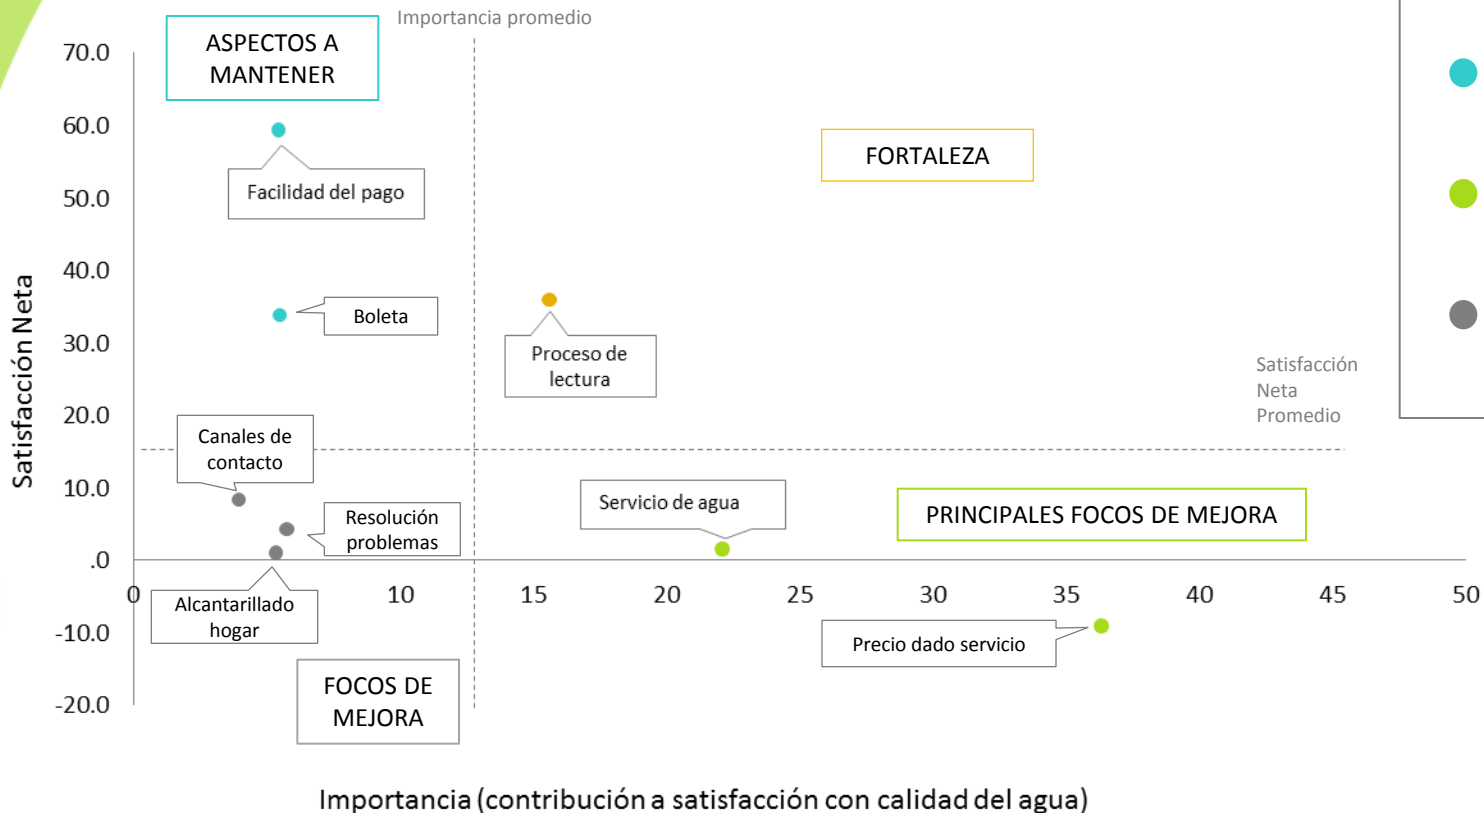 Importancia promedio
ASPECTOS A
MANTENER
70.0
60.0
50.0
40.0
30.0
20.0
10.0
.0
-10.0
-20.0
Satisfacción Neta
Facilidad del pago
FORTALEZA
Boleta
Proceso de
lectura
Satisfacción
Neta
Promedio
Canales de
contacto
Resolución
problemas
Servicio de agua
PRINCIPALES FOCOS DE MEJORA
0
10
15
20
25
30
35
40
45
50
Alcantarillado
hogar
Precio dado servicio
FOCOS DE
MEJORA
Importancia (contribución a satisfacción con calidad del agua)